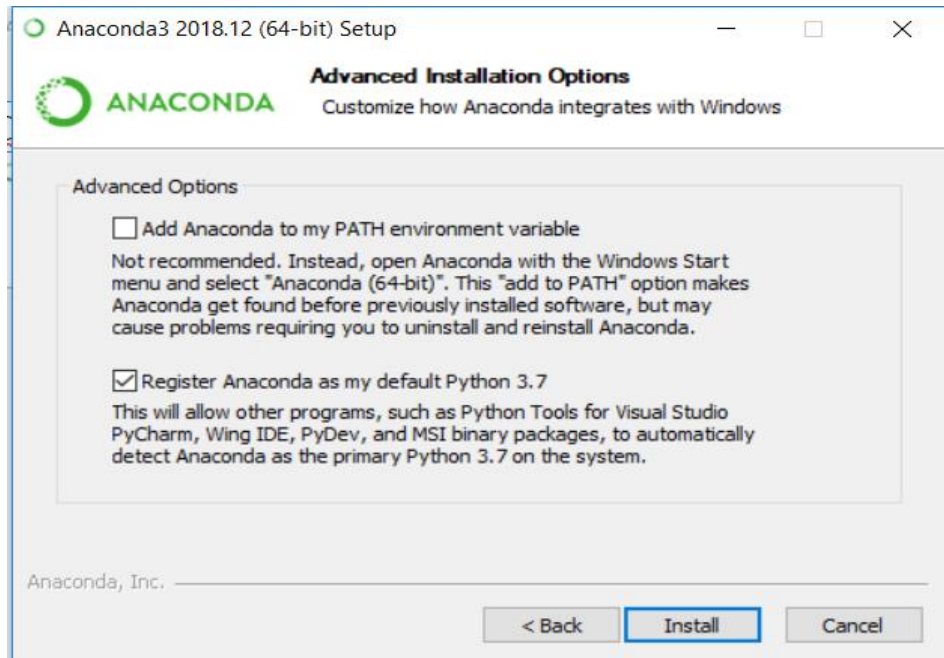 Anaconda3 2018.12 (64-bit) Setup
ANACONDA
Advanced Installation Options
Customize how Anaconda integrates with Windows
Advanced Options
Add Anaconda to my PATH environment variable
Not recommended. Instead, open Anaconda with the Windows Start
menu and select "Anaconda (64-bit)". This "add to PATH" option makes
Anaconda get found before previously installed software, but may
cause problems requiring you to uninstall and reinstall Anaconda.
Register Anaconda as my default Python 3.7
This will allow other programs, such as Python Tools for Visual Studio
PyCharm, Wing IDE, PyDev, and MSI binary packages, to automatically
detect Anaconda as the primary Python 3.7 on the system.
Anaconda, Inc.
< Back
Install
Cancel